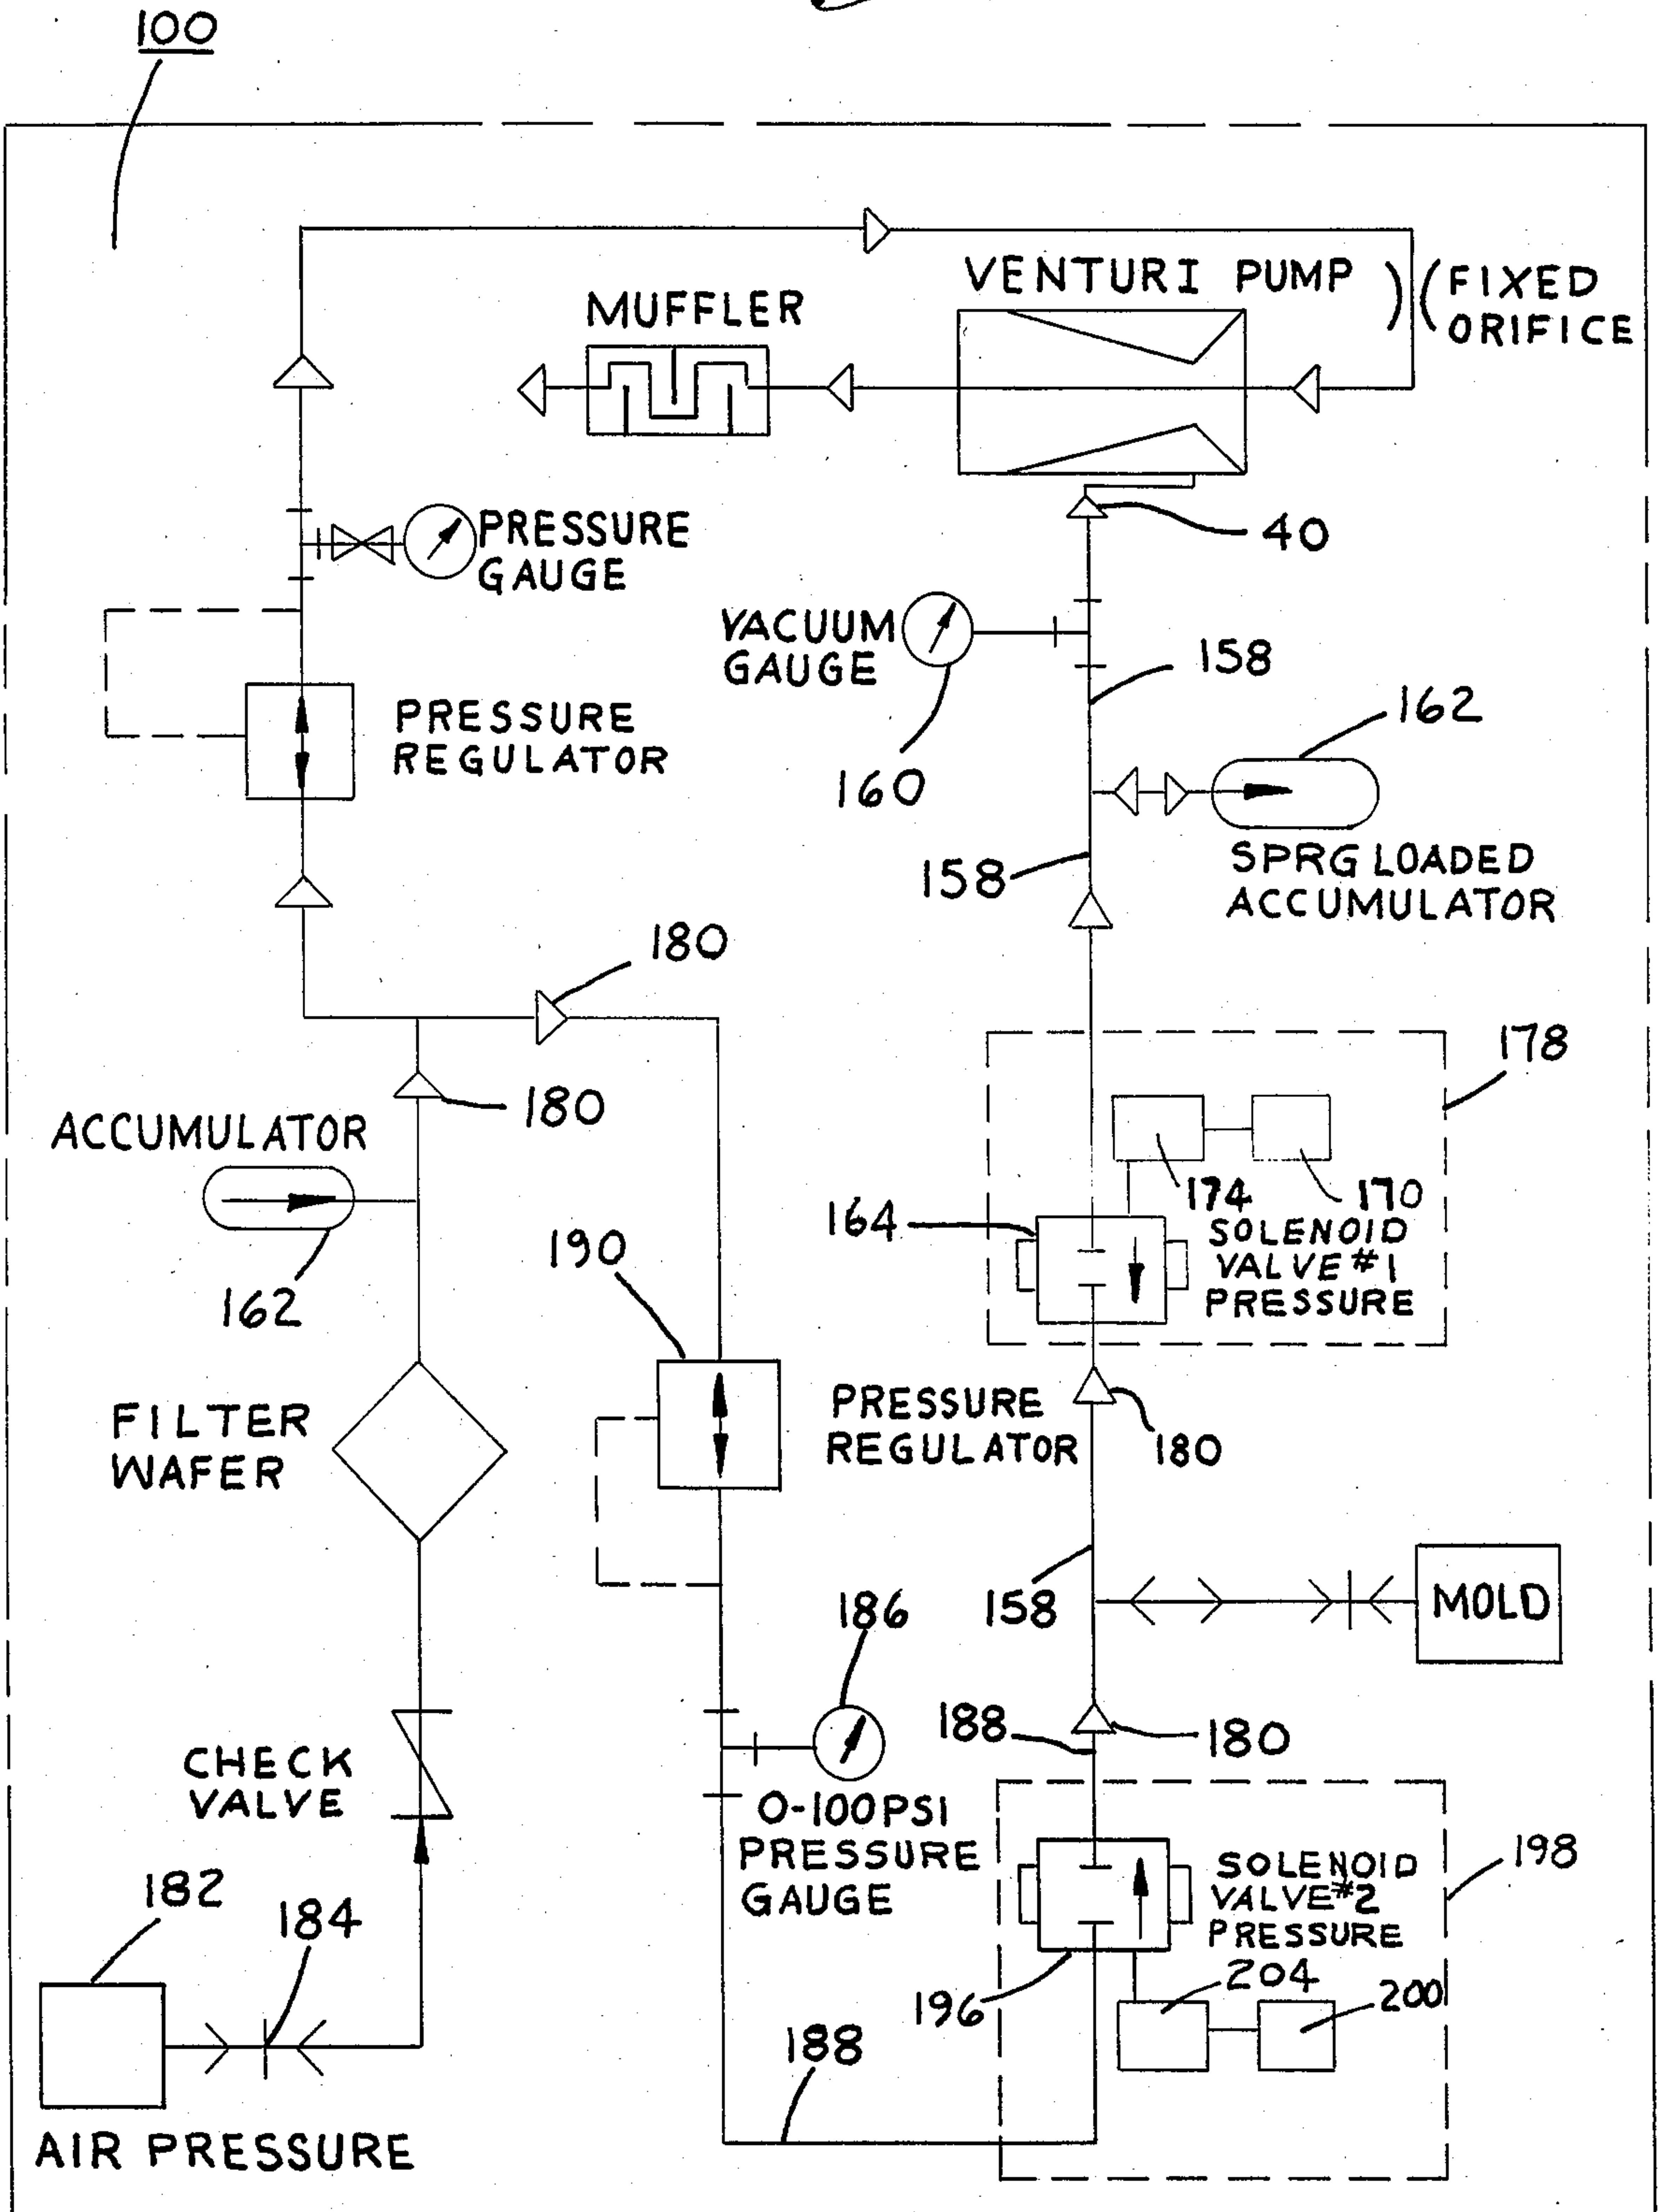 100
VENTURI PUMP
FIXED
ORIFICE
MUFFLER
40
PRESSURE
GAUGE
VACUUM
GAUGE
158
160
162
PRESSURE
REGULATOR
158
SPRG LOADED
ACCUMULATOR
180
178
180
ACCUMULATOR
162
174
170
164
SOLENOID
VALVE #1
PRESSURE
190
FILTER
WAFER
PRESSURE
REGULATOR
180
186
158
MOLD
188
180
CHECK
VALVE
0-100PSI
PRESSURE
GAUGE
182
184
SOLENOID
VALVE #2
PRESSURE
198
204
200
196
188
AIR PRESSURE